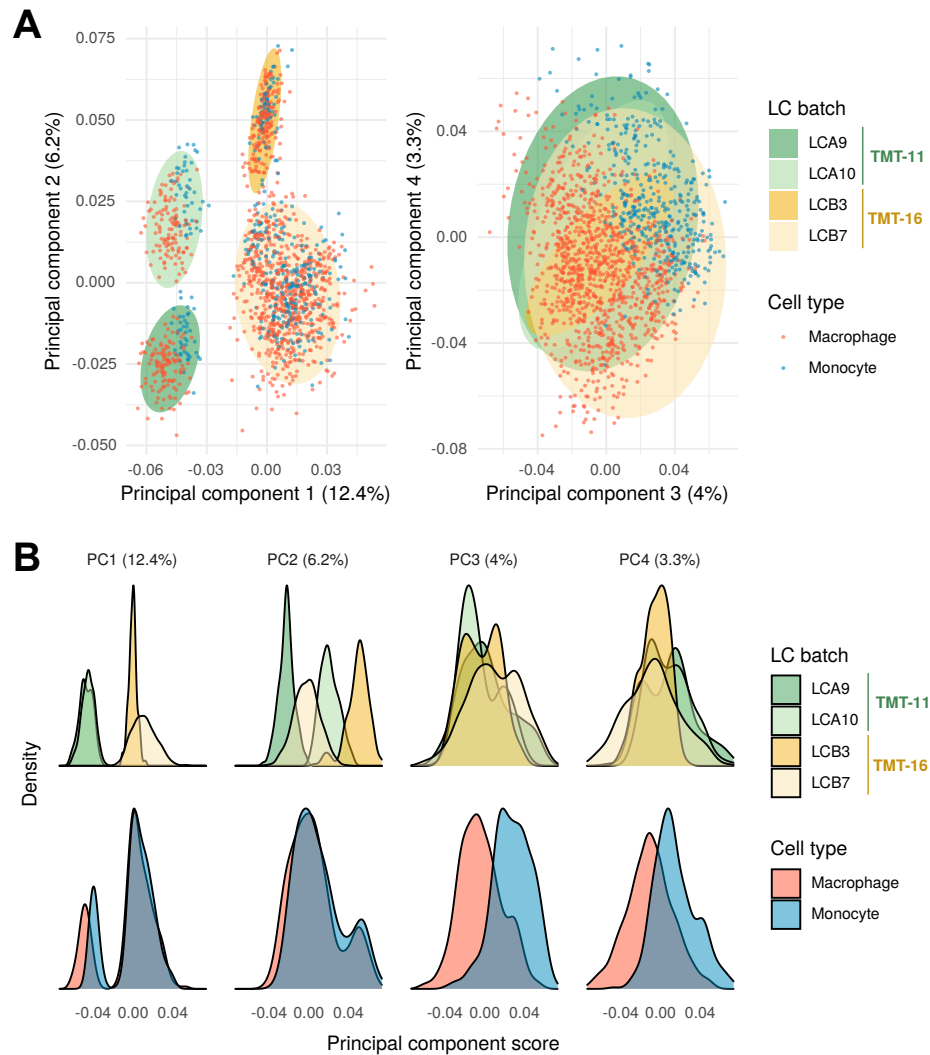 A
Principal component 2 (6.2%)
0.075
0.050
0.025
0.000
-0.025
-0.050
-0.06 -0.03 0.00 0.03
Principal component 1 (12.4%)
Principal component 4 (3.3%)
0.04
0.00
-0.04
-0.08
-0.04 0.00 0.04
Principal component 3 (4%)
LC batch
LCA9
LCA10
TMT-11
LCB3
LCB7
TMT-16
Cell type
Macrophage
Monocyte
B
PC1 (12.4%) PC2 (6.2%) PC3 (4%) PC4 (3.3%)
Density
-0.04 0.00 0.04 -0.04 0.00 0.04 -0.04 0.00 0.04 -0.04 0.00 0.04
Principal component score
LC batch
LCA9
LCA10
TMT-11
LCB3
LCB7
TMT-16
Cell type
Macrophage
Monocyte